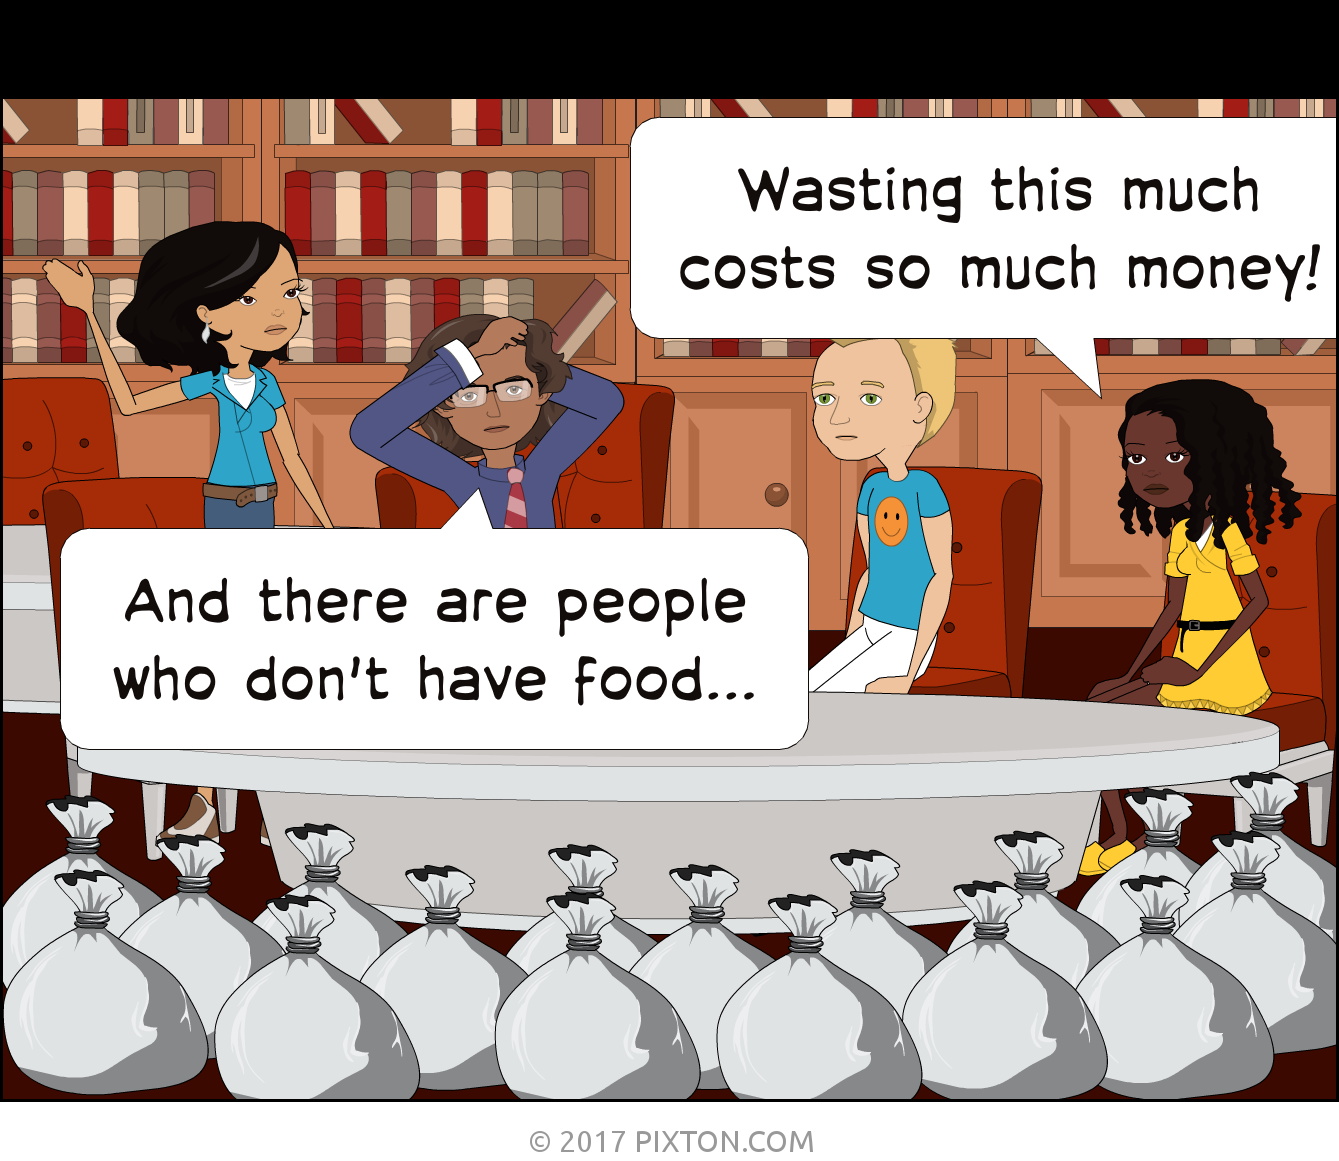 Wasting this much
costs so much money!
And there are people
who don't have food...
© 2017 PIXTON.COM